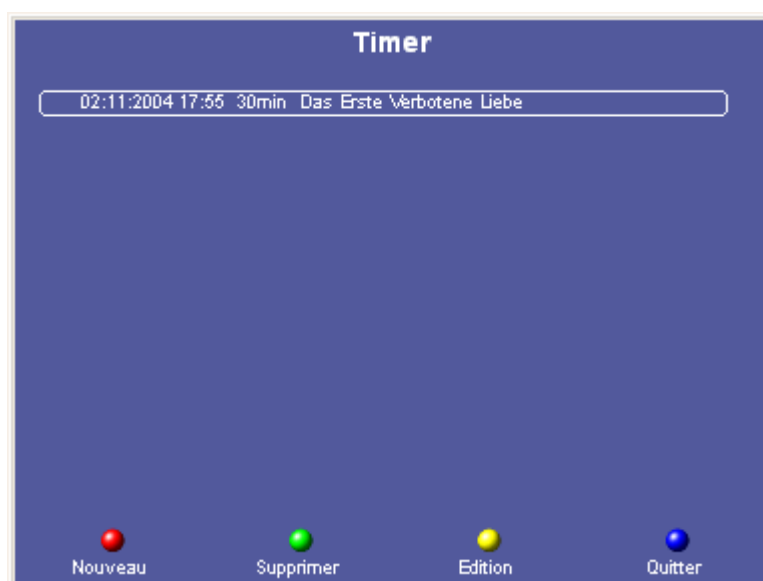 Timer
02:11:2004 17:55 30min Das Erste Verbotene Liebe
Nouveau Supprimer Edition Quitter